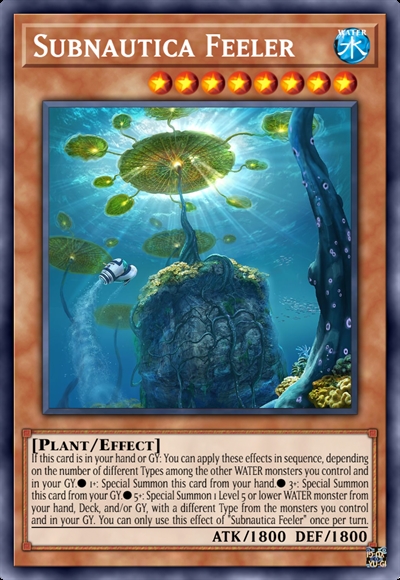 SUBNAUTICA FEELER
WATER
水
[PLANT/EFFECT]
If this card is in your hand or GY: You can apply these effects in sequence, depending
on the number of different Types among the other WATER monsters you control and
in your GY.● 1+: Special Summon this card from your hand.● 3+: Special Summon
this card from your GY.● 5+: Special Summon 1 Level 5 or lower WATER monster from
your hand, Deck, and/or GY, with a different Type from the monsters you control
and in your GY. You can only use this effect of "Subnautica Feeler" once per turn.
ATK/1800 DEF/1800